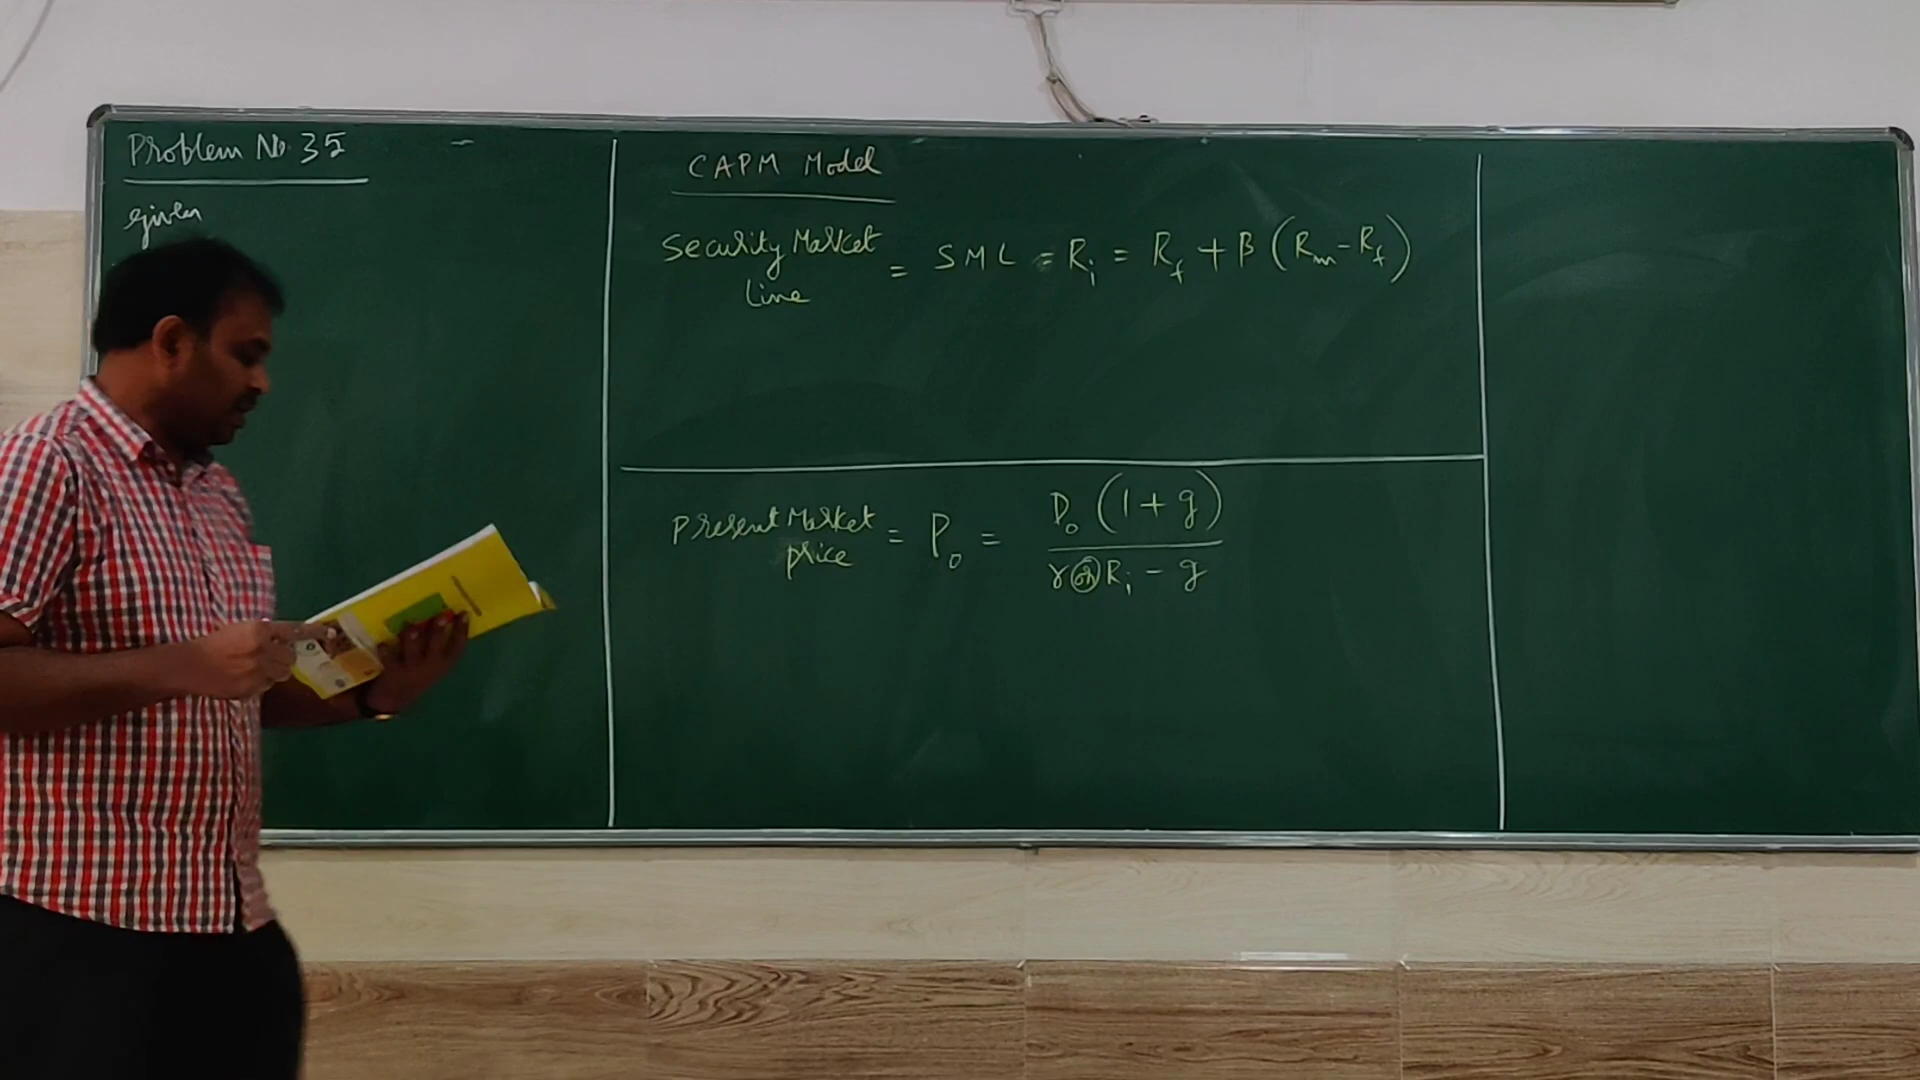 Problem No 35
given
CAPM Model
Security Market Line = SML = Ri = Rf + β (Rm - Rf)
Present Market price = P0 = D0 (1 + g)
r or Ri - g